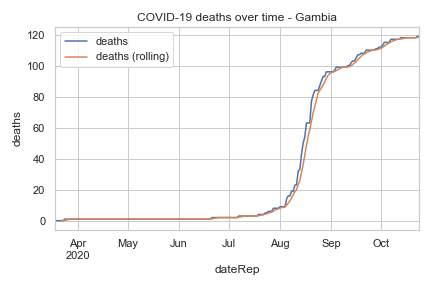 COVID-19 deaths over time - Gambia
deaths
deaths (rolling)
120
100
80
60
40
20
0
deaths
Apr
2020
May
Jun
Jul
Aug
Sep
Oct
dateRep